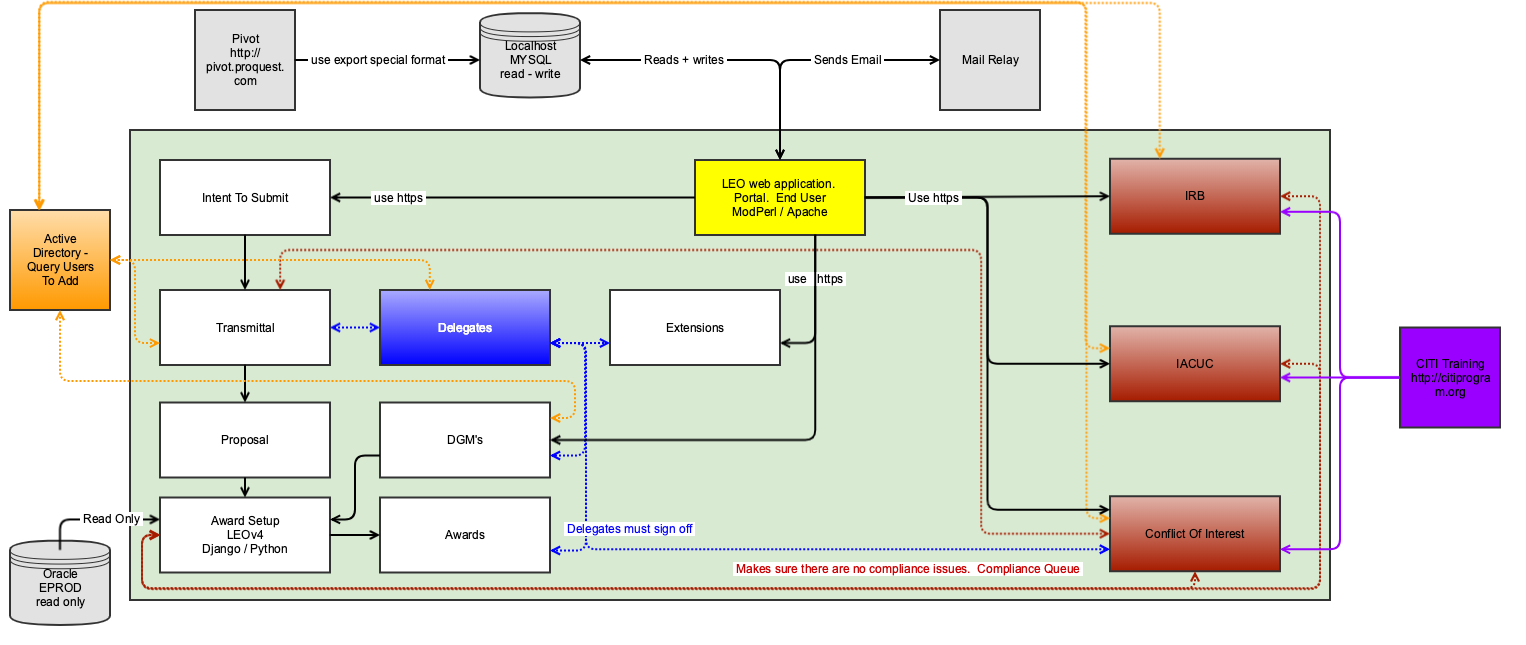 Pivot
http://
pivot.proquest.
com
use export special format
Localhost
MYSQL
read - write
Reads + writes
Sends Email
Mail Relay
Intent To Submit
use https
LEO web application.
Portal.  End User
ModPerl / Apache
Use https
IRB
Active
Directory -
Query Users
To Add
use   https
Transmittal
Delegates
Extensions
IACUC
CITI Training
http://citiprogra
m.org
Proposal
DGM's
Read Only
Award Setup
LEOv4
Django / Python
Awards
Delegates must sign off
Conflict Of Interest
Makes sure there are no compliance issues.  Compliance Queue
Oracle
EPROD
read only